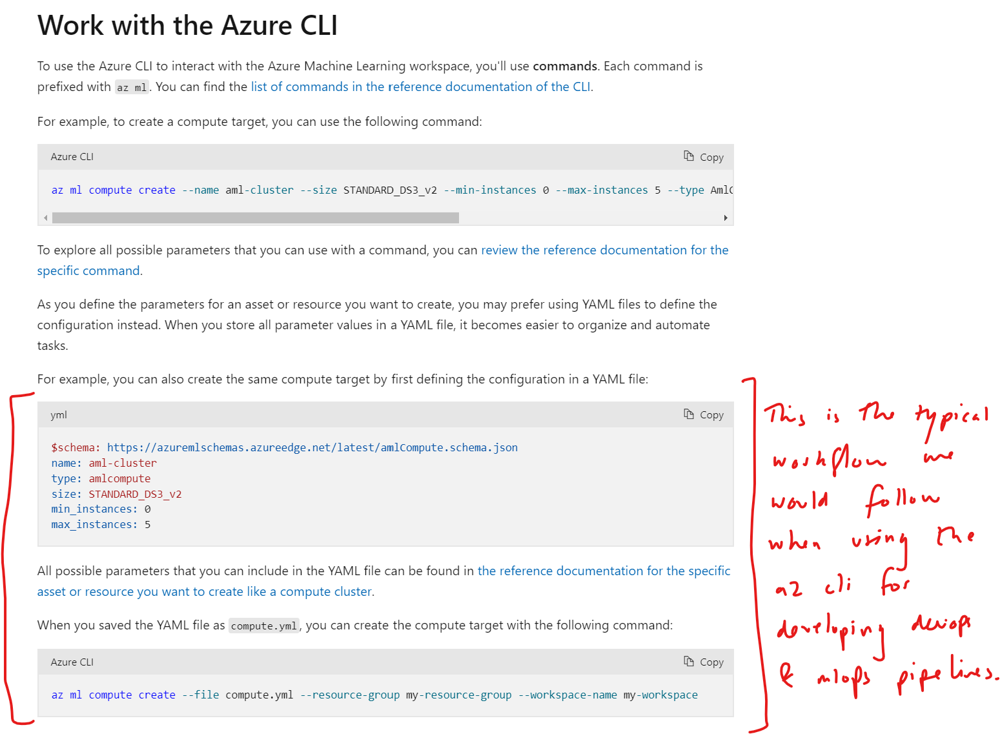 Work with the Azure CLI
To use the Azure CLI to interact with the Azure Machine Learning workspace, you'll use commands. Each command is
prefixed with az ml. You can find the list of commands in the reference documentation of the CLI.
For example, to create a compute target, you can use the following command:
Azure CLI Copy
az ml compute create --name aml-cluster --size STANDARD_DS3_v2 --min-instances 0 --max-instances 5 --type AmlC
To explore all possible parameters that you can use with a command, you can review the reference documentation for the
specific command.
As you define the parameters for an asset or resource you want to create, you may prefer using YAML files to define the
configuration instead. When you store all parameter values in a YAML file, it becomes easier to organize and automate
tasks.
For example, you can also create the same compute target by first defining the configuration in a YAML file:
yml Copy
$schema: https://azuremlschemas.azureedge.net/latest/amlCompute.schema.json
name: aml-cluster
type: amlcompute
size: STANDARD_DS3_v2
min_instances: 0
max_instances: 5
All possible parameters that you can include in the YAML file can be found in the reference documentation for the specific
asset or resource you want to create like a compute cluster.
When you saved the YAML file as compute.yml, you can create the compute target with the following command:
Azure CLI Copy
az ml compute create --file compute.yml --resource-group my-resource-group --workspace-name my-workspace
This is the typical
workflow we
would follow
when using the
az cli for
developing devops
& mlops pipelines.